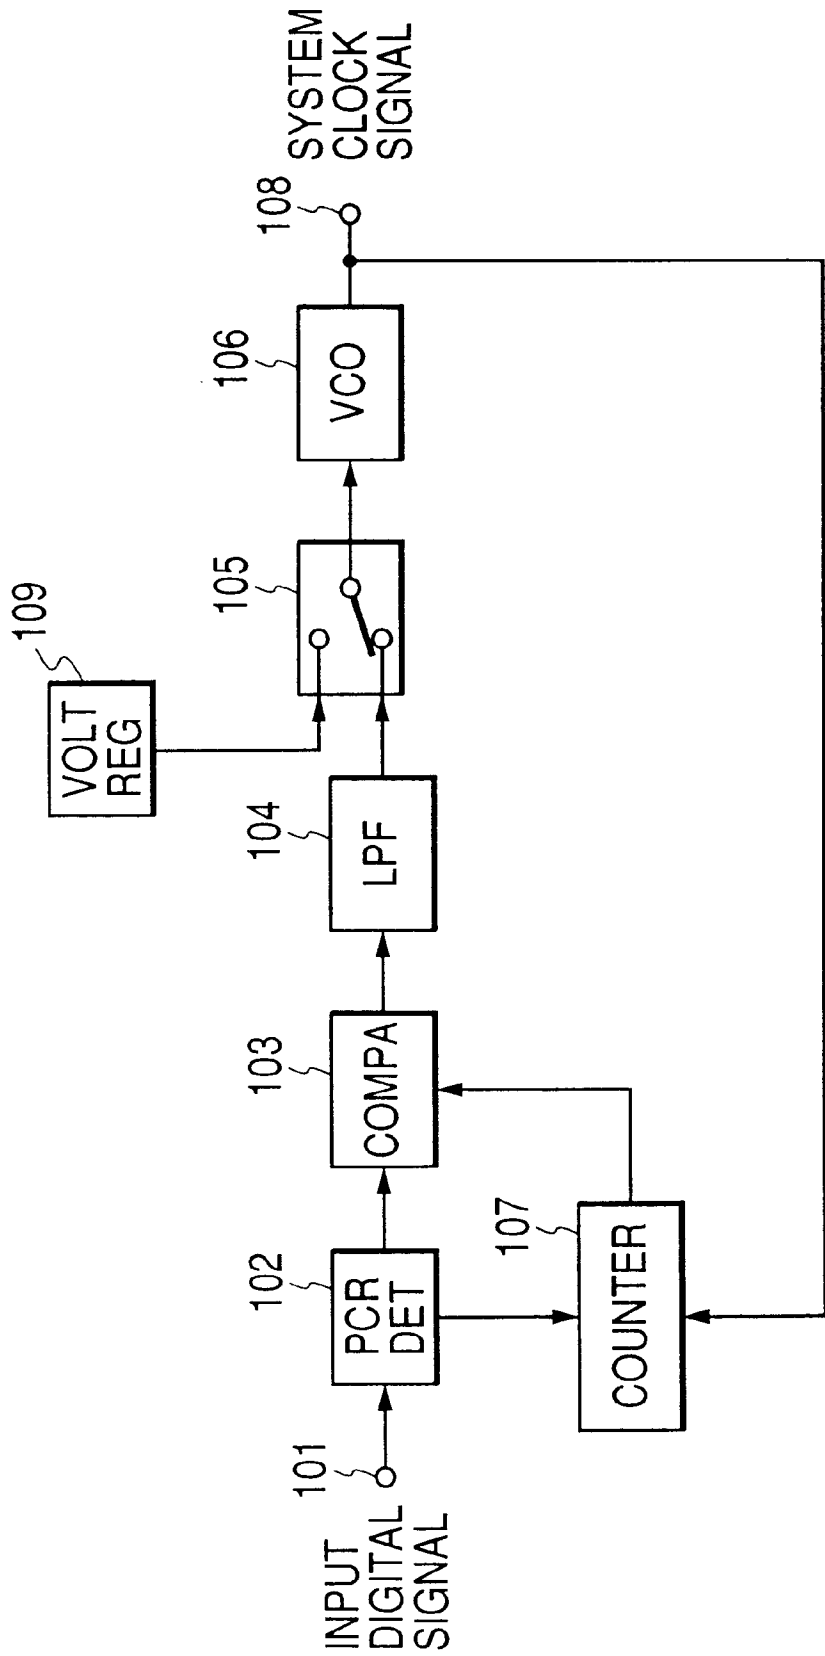 109
VOLT
REG
101
INPUT
DIGITAL
SIGNAL
102
PCR
DET
103
COMPA
104
LPF
105
106
VCO
108
SYSTEM
CLOCK
SIGNAL
107
COUNTER